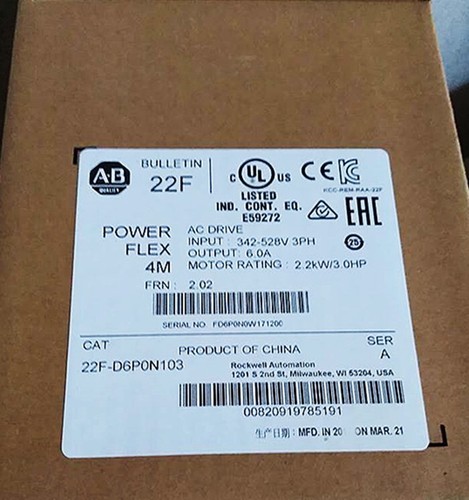 A-B
QUALITY
BULLETIN
22F
C UL US
LISTED
IND. CONT. EQ.
E59272
CE
KCC-REM-RAA-22F
EAC
25
POWER
FLEX
4M
AC DRIVE
INPUT : 342-528V 3PH
OUTPUT: 6.0A
MOTOR RATING : 2.2kW/3.0HP
FRN : 2.02
SERIAL NO. FD6P0N0W171200
CAT
22F-D6P0N103
PRODUCT OF CHINA
SER
A
Rockwell Automation
1201 S 2nd St, Milwaukee, WI 53204, USA
00820919785191
生产日期: MFD. IN 20 ON MAR. 21